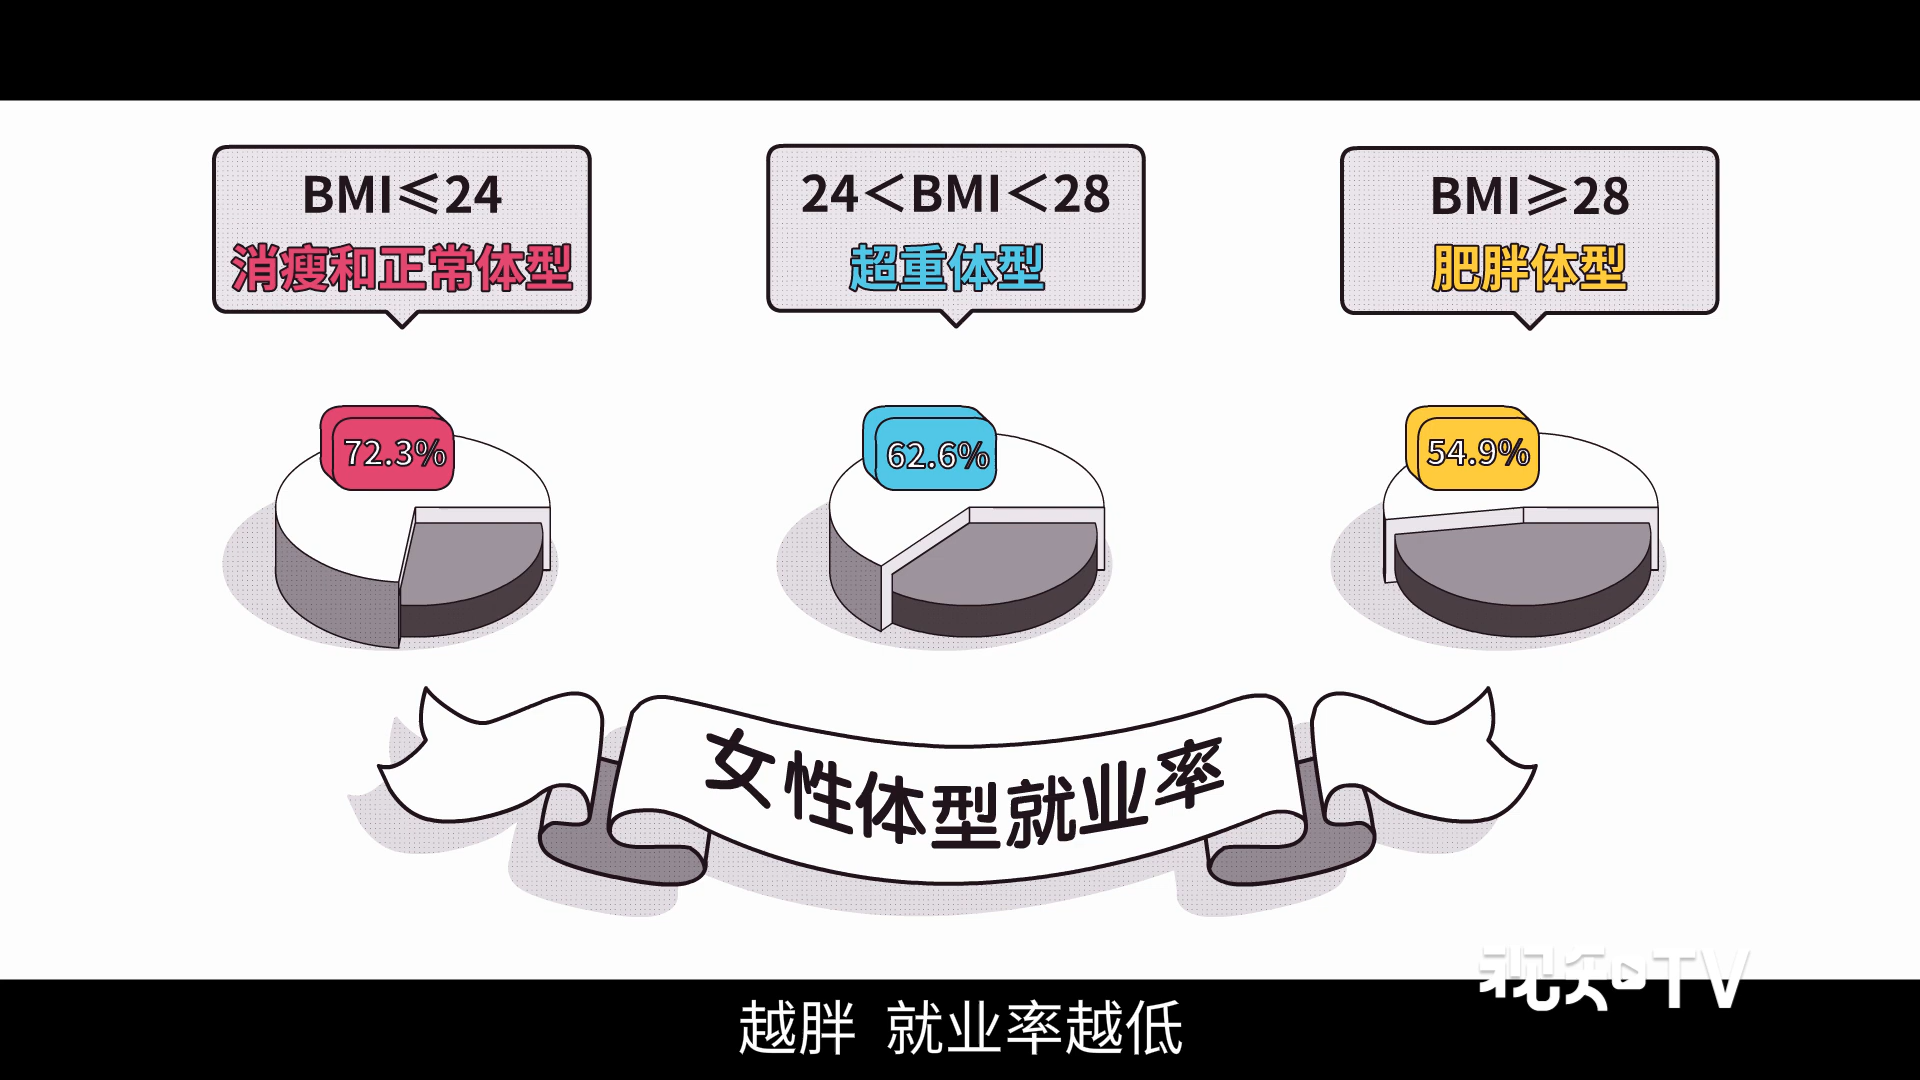 BMI≤24
消瘦和正常体型
24＜BMI＜28
超重体型
BMI≥28
肥胖体型
72.3%
62.6%
54.9%
女性体型就业率
视知TV
越胖 就业率越低